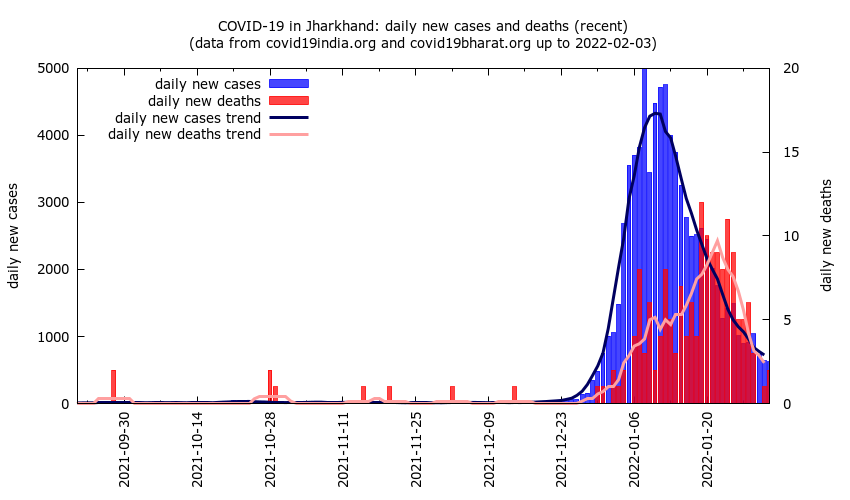 COVID-19 in Jharkhand: daily new cases and deaths (recent)
(data from covid19india.org and covid19bharat.org up to 2022-02-03)
daily new cases
daily new deaths
daily new cases trend
daily new deaths trend
5000
4000
3000
2000
1000
0
daily new cases
20
15
10
5
0
daily new deaths
2021-09-30
2021-10-14
2021-10-28
2021-11-11
2021-11-25
2021-12-09
2021-12-23
2022-01-06
2022-01-20